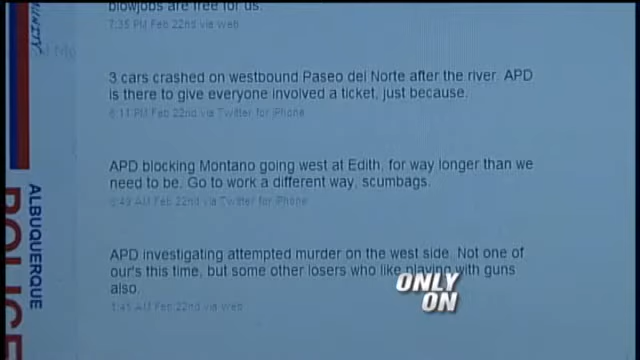 blowjobs are free for us.
7:35 PM Feb 22nd via web
3 cars crashed on westbound Paseo del Norte after the river. APD
is there to give everyone involved a ticket, just because.
6:11 PM Feb 22nd via Twitter for iPhone
APD blocking Montano going west at Edith, for way longer than we
need to be. Go to work a different way, scumbags.
8:49 AM Feb 22nd via Twitter for iPhone
APD investigating attempted murder on the west side. Not one of
our's this time, but some other losers who like playing with guns
also.
1:45 AM Feb 22nd via web
ALBUQUERQUE
POLICE
ONLY
ON